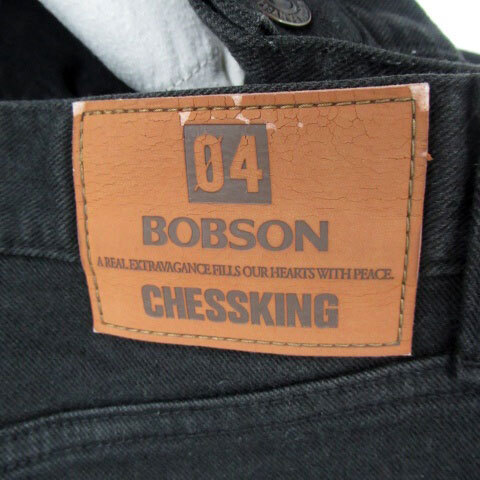 04
BOBSON
A REAL EXTRAVAGANCE FILLS OUR HEARTS WITH PEACE.
CHESSKING